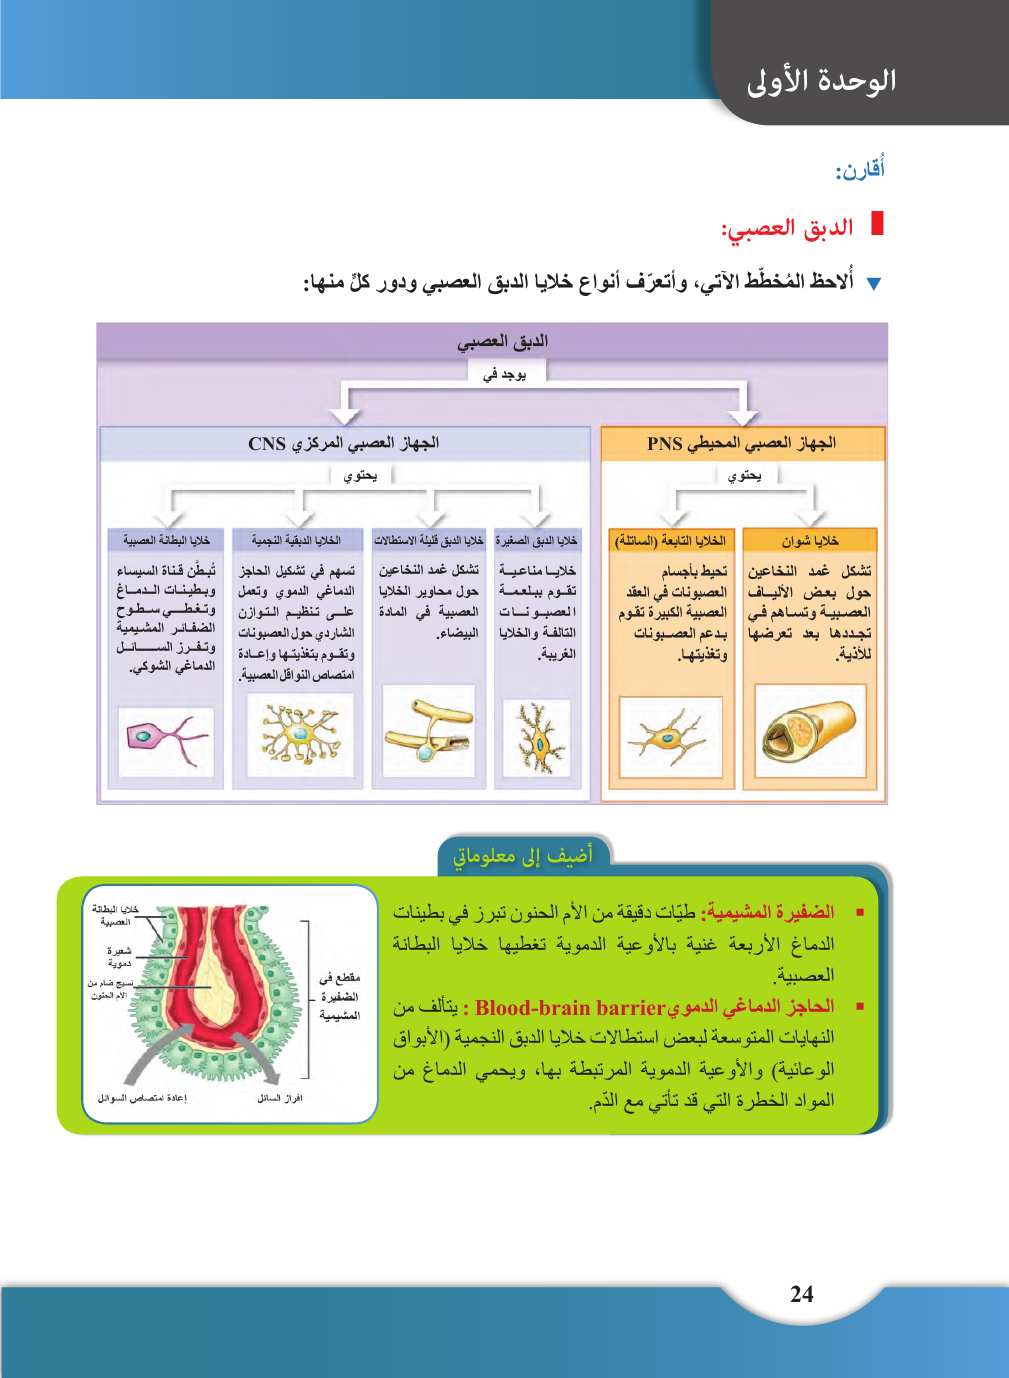 الوحدة الأولى
أُقارن:
الدبق العصبي:
أُلاحظ المُخطّط الآتي، وأتعرّف أنواع خلايا الدبق العصبي ودور كلٍّ منها:
الدبق العصبي
يوجد في
الجهاز العصبي المحيطي PNS
يحتوي
خلايا شوان
تشكل غمد النخاعين
حول بعض الألياف
العصبية وتساهم في
تجددها بعد تعرضها
للأذية.
الخلايا التابعة (الساتلة)
تحيط بأجسام
العصبونات في العقد
العصبية الكبيرة تقوم
بدعم العصبونات
وتغذيتها.
الجهاز العصبي المركزي CNS
يحتوي
خلايا الدبق الصغيرة
خلايا مناعية
تقوم ببلعمة
العصبونات
التالفة والخلايا
الغريبة.
خلايا الدبق قليلة الاستطالات
تشكل غمد النخاعين
حول محاوير الخلايا
العصبية في المادة
البيضاء.
الخلايا الدبقية النجمية
تسهم في تشكيل الحاجز
الدماغي الدموي وتعمل
على تنظيم التوازن
الشاردي حول العصبونات
وتقوم بتغذيتها وإعادة
امتصاص النواقل العصبية.
خلايا البطانة العصبية
تُبطّن قناة السيساء
وبطينات الدماغ
وتغطي سطوح
الضفائر المشيمية
وتفرز السائل
الدماغي الشوكي.
أضيف إلى معلوماتي
الضفيرة المشيمية: طيّات دقيقة من الأم الحنون تبرز في بطينات
الدماغ الأربعة غنية بالأوعية الدموية تغطيها خلايا البطانة
العصبية.
الحاجز الدماغي الدموي Blood-brain barrier : يتألف من
النهايات المتوسعة لبعض استطالات خلايا الدبق النجمية (الأبواق
الوعائية) والأوعية الدموية المرتبطة بها، ويحمي الدماغ من
المواد الخطرة التي قد تأتي مع الدّم.
خلايا البطانة
العصبية
شعيرة
دموية
نسيج ضام من
الأم الحنون
مقطع في
الضفيرة
المشيمية
افراز السائل
إعادة امتصاص السوائل
24